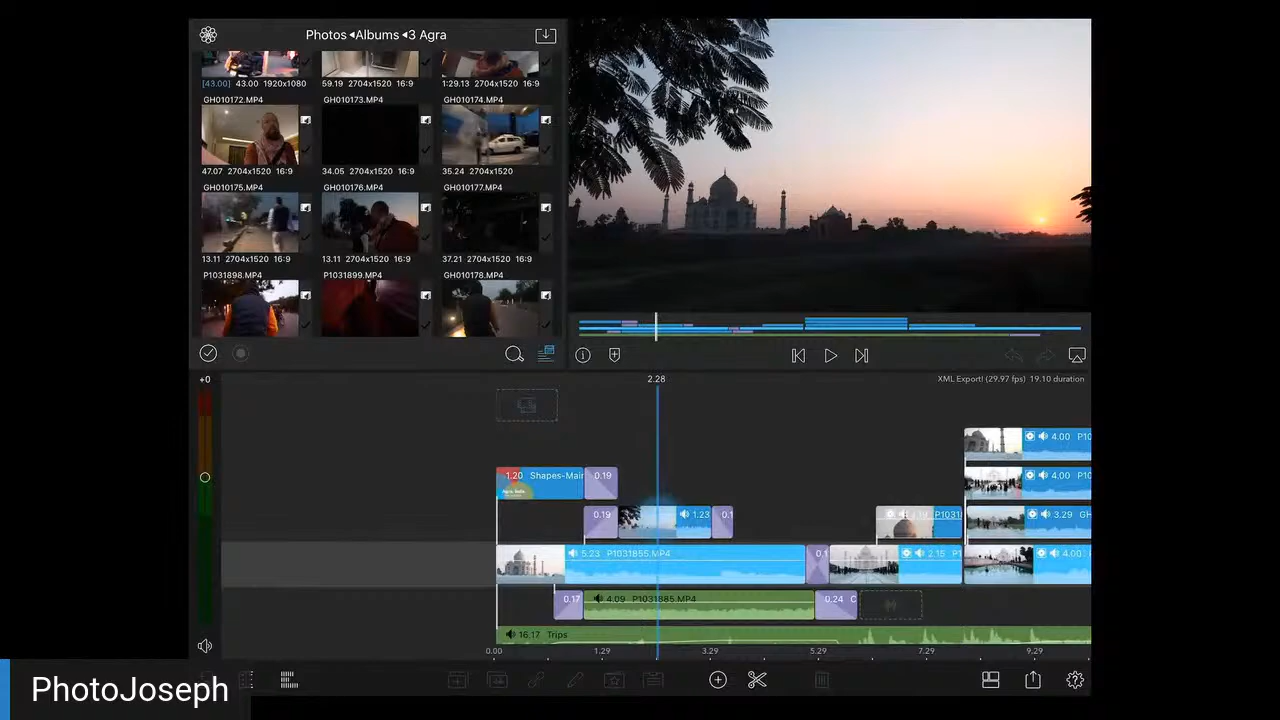 Photos ◂Albums ◂3 Agra
[43.00] 43.00 1920x1080
59.19 2704x1520 16:9
1:29.13 2704x1520 16:9
GH010172.MP4
GH010173.MP4
GH010174.MP4
47.07 2704x1520 16:9
34.05 2704x1520 16:9
35.24 2704x1520
GH010175.MP4
GH010176.MP4
GH010177.MP4
13.11 2704x1520 16:9
13.11 2704x1520 16:9
37.21 2704x1520 16:9
P1031898.MP4
P1031899.MP4
GH010178.MP4
+0
2.28
XML Export! (29.97 fps) 19.10 duration
4.00 P10
1.20 Shapes-Main
0.19
4.00 P10
0.19
1.23
0.1
P1031
3.29 GH
5.23 P1031855.MP4
0.1
2.15 P1
4.00
0.17
4.09 P1031885.MP4
0.24 C
16.17 Trips
0.00
1.29
3.29
5.29
7.29
9.29
PhotoJoseph